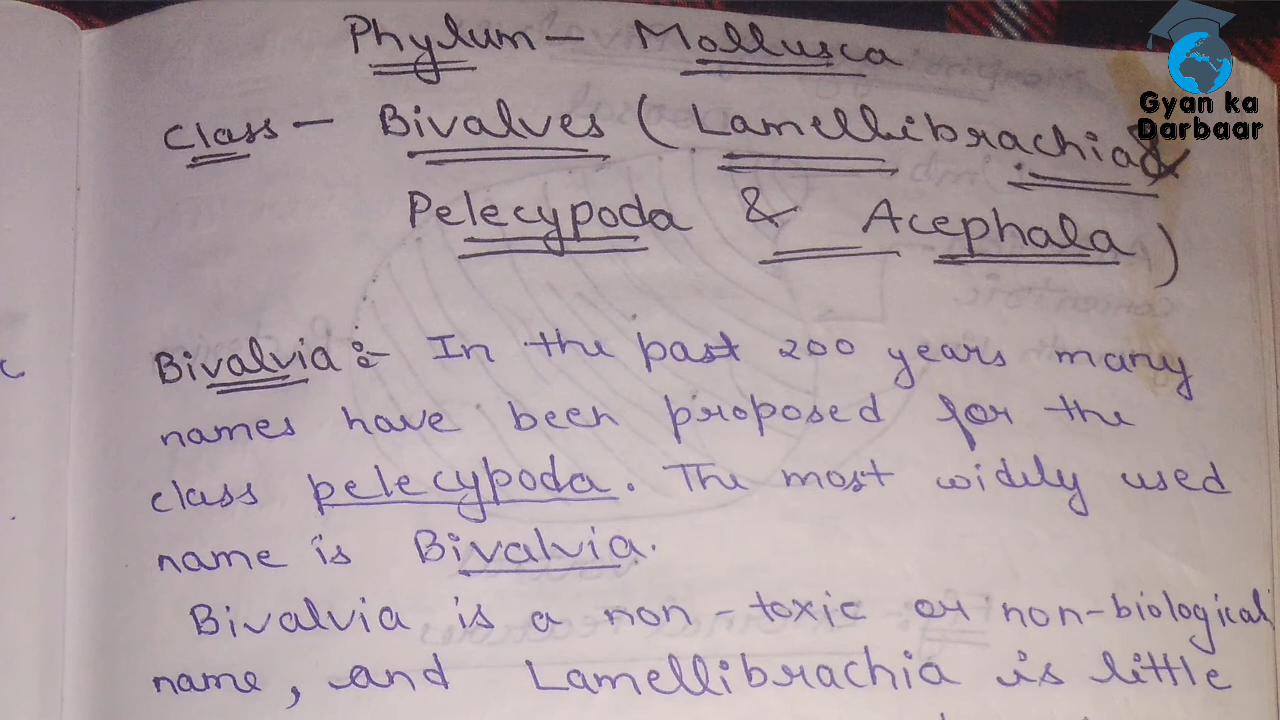 Phylum – Mollusca
Class – Bivalves (Lamellibrachia &
Pelecypoda & Acephala)
Bivalvia :- In the past 200 years many
names have been proposed for the
class pelecypoda. The most widely used
name is Bivalvia.
Bivalvia is a non-toxic or non-biological
name, and Lamellibrachia is little
Gyan ka
Darbaar